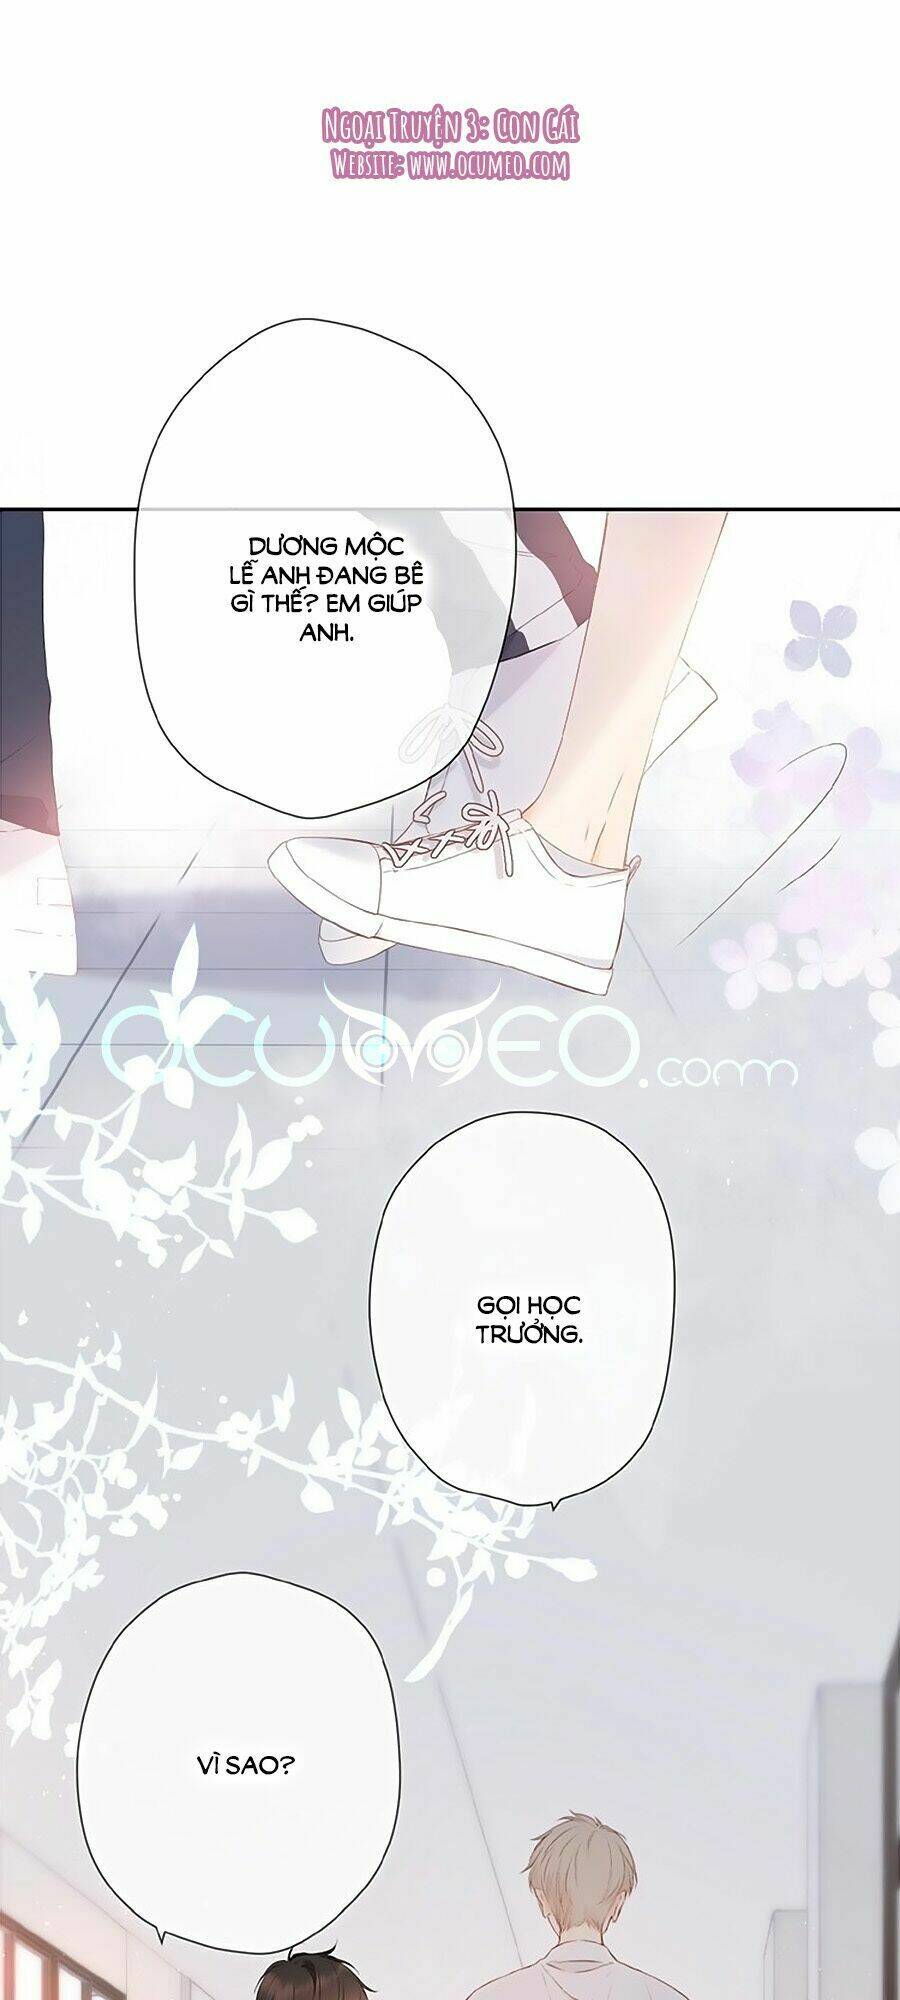 Ngoại Truyện 3: Con Gái
Website: www.ocumeo.com
DƯƠNG MỘC
LỄ ANH ĐANG BÊ
GÌ THẾ? EM GIÚP
ANH.
OCUMEO.COM
GỌI HỌC
TRƯỞNG.
VÌ SAO?